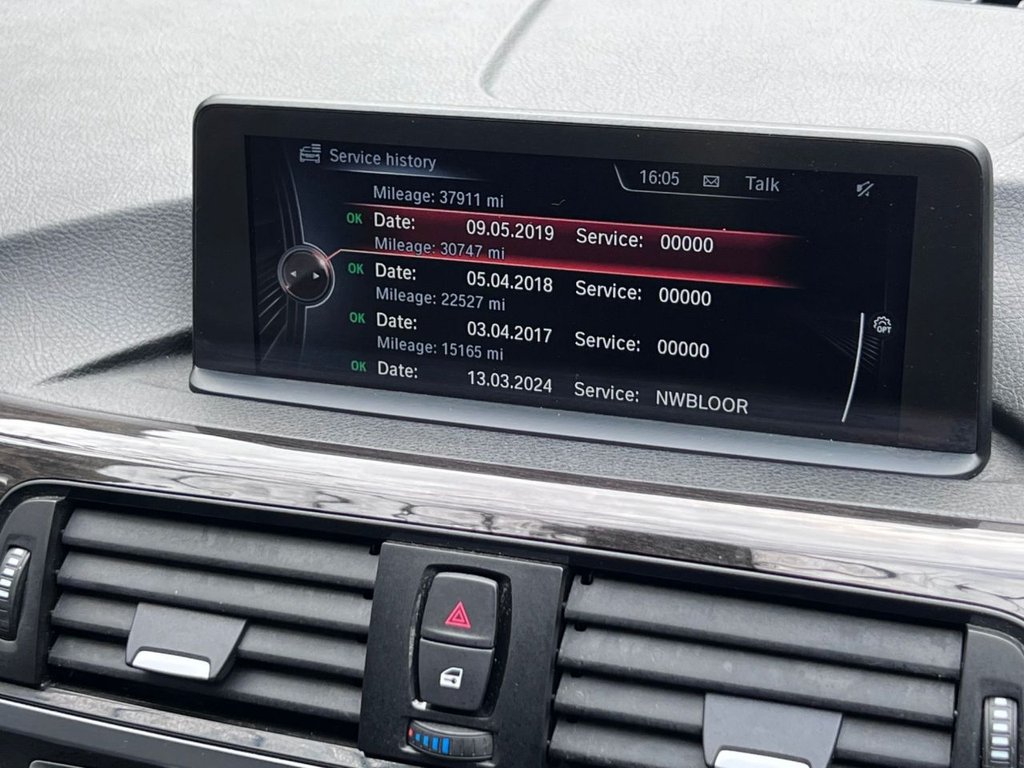 Service history
16:05 Talk
Mileage: 37911 mi
OK Date: 09.05.2019 Service: 00000
Mileage: 30747 mi
OK Date: 05.04.2018 Service: 00000
Mileage: 22527 mi
OK Date: 03.04.2017 Service: 00000
Mileage: 15165 mi
OK Date: 13.03.2024 Service: NWBLOOR
OPT